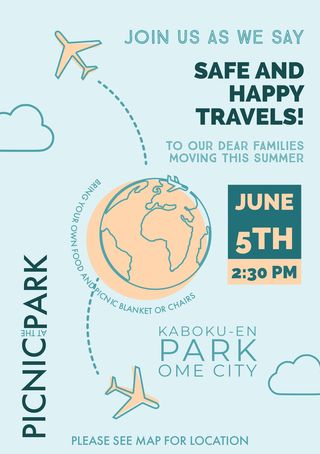 JOIN US AS WE SAY
SAFE AND
HAPPY
TRAVELS!
TO OUR DEAR FAMILIES
MOVING THIS SUMMER
JUNE
5TH
2:30 PM
BRING YOUR OWN FOOD AND PICNIC BLANKET OR CHAIRS
PICNIC AT THE PARK
KABOKU-EN
PARK
OME CITY
PLEASE SEE MAP FOR LOCATION